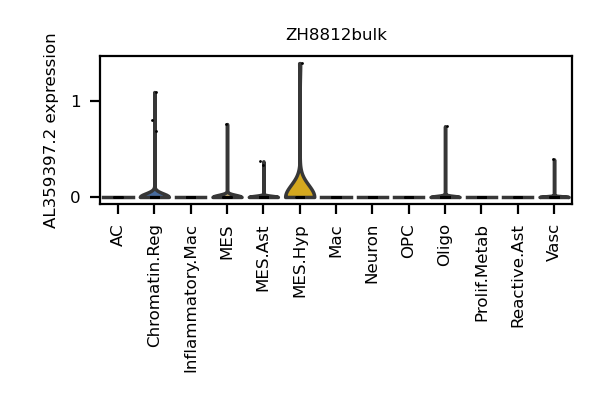 ZH8812bulk
AL359397.2 expression
1
0
AC
Chromatin.Reg
Inflammatory.Mac
MES
MES.Ast
MES.Hyp
Mac
Neuron
OPC
Oligo
Prolif.Metab
Reactive.Ast
Vasc